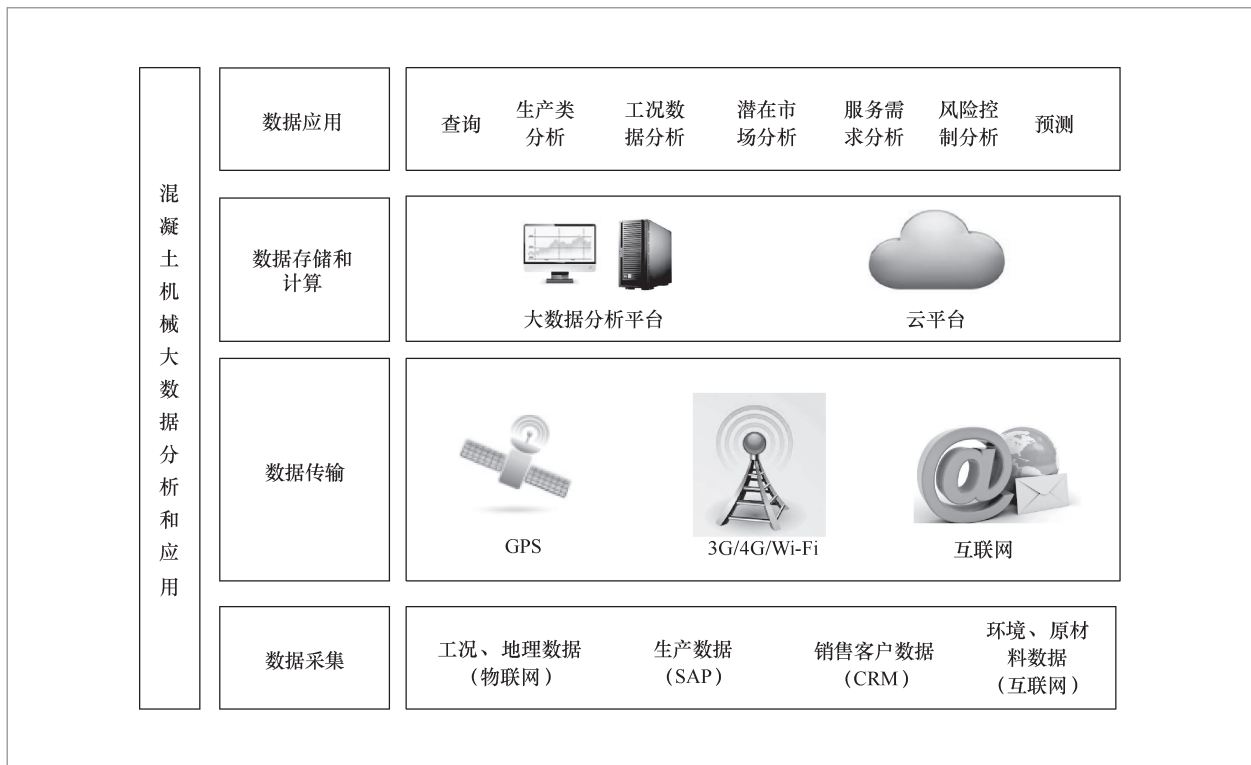 混凝土机械大数据分析和应用
数据应用
查询
生产类
分析
工况数
据分析
潜在市
场分析
服务需
求分析
风险控
制分析
预测
数据存储和
计算
大数据分析平台
云平台
数据传输
GPS
3G/4G/Wi-Fi
互联网
数据采集
工况、地理数据
（物联网）
生产数据
（SAP）
销售客户数据
（CRM）
环境、原材
料数据
（互联网）